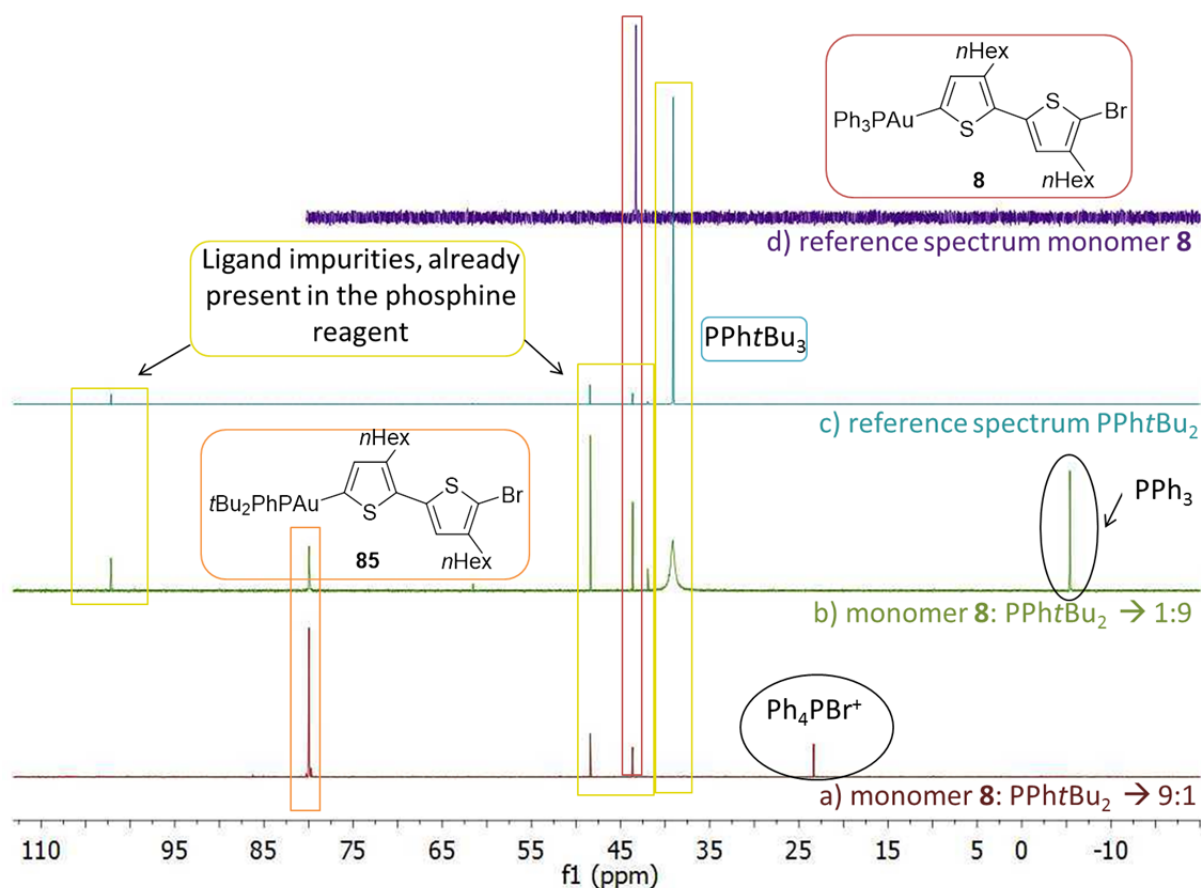 nHex
S
S
Br
Ph3PAu
8
nHex
d) reference spectrum monomer 8
Ligand impurities, already
present in the phosphine
reagent
PPhtBu3
c) reference spectrum PPhtBu2
nHex
S
S
Br
tBu2PhPAu
85
nHex
PPh3
b) monomer 8: PPhtBu2 → 1:9
Ph4PBr+
a) monomer 8: PPhtBu2 → 9:1
110 95 85 75 65 55 45 35 25 15 5 0 -10
f1 (ppm)